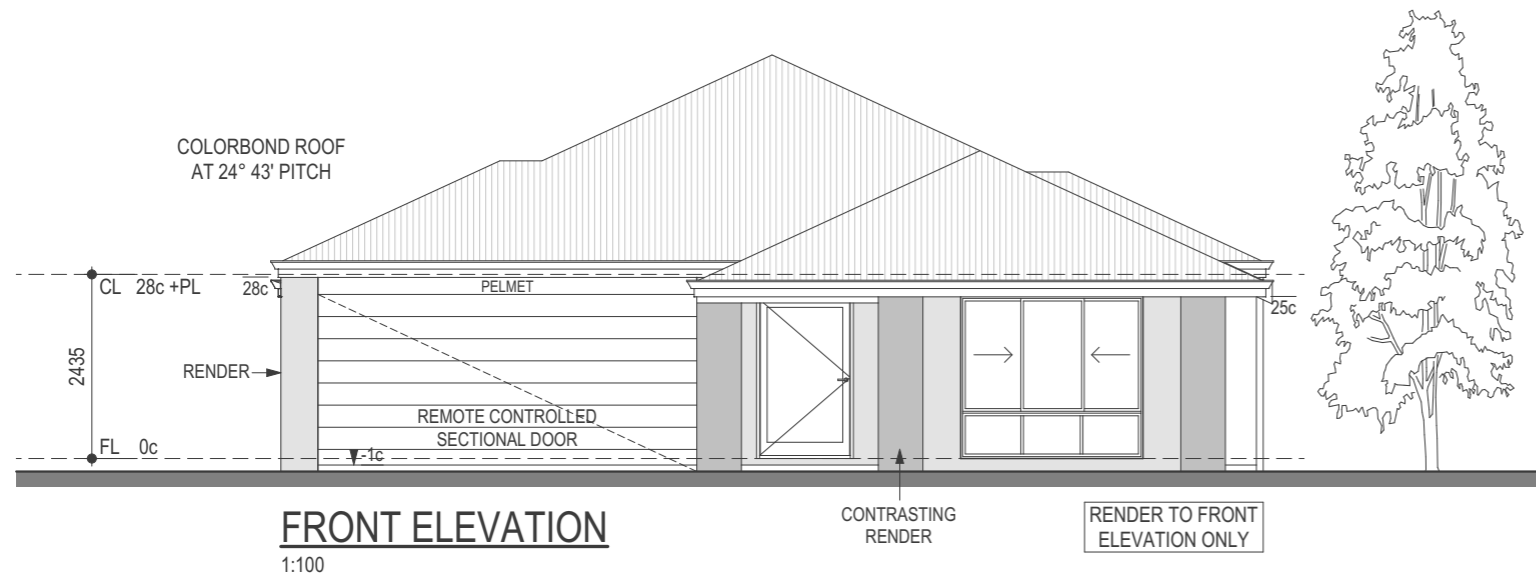 COLORBOND ROOF
AT 24° 43' PITCH
CL 28c +PL
28c
PELMET
25c
2435
RENDER
REMOTE CONTROLLED
SECTIONAL DOOR
FL 0c
-1c
FRONT ELEVATION
1:100
CONTRASTING
RENDER
RENDER TO FRONT
ELEVATION ONLY